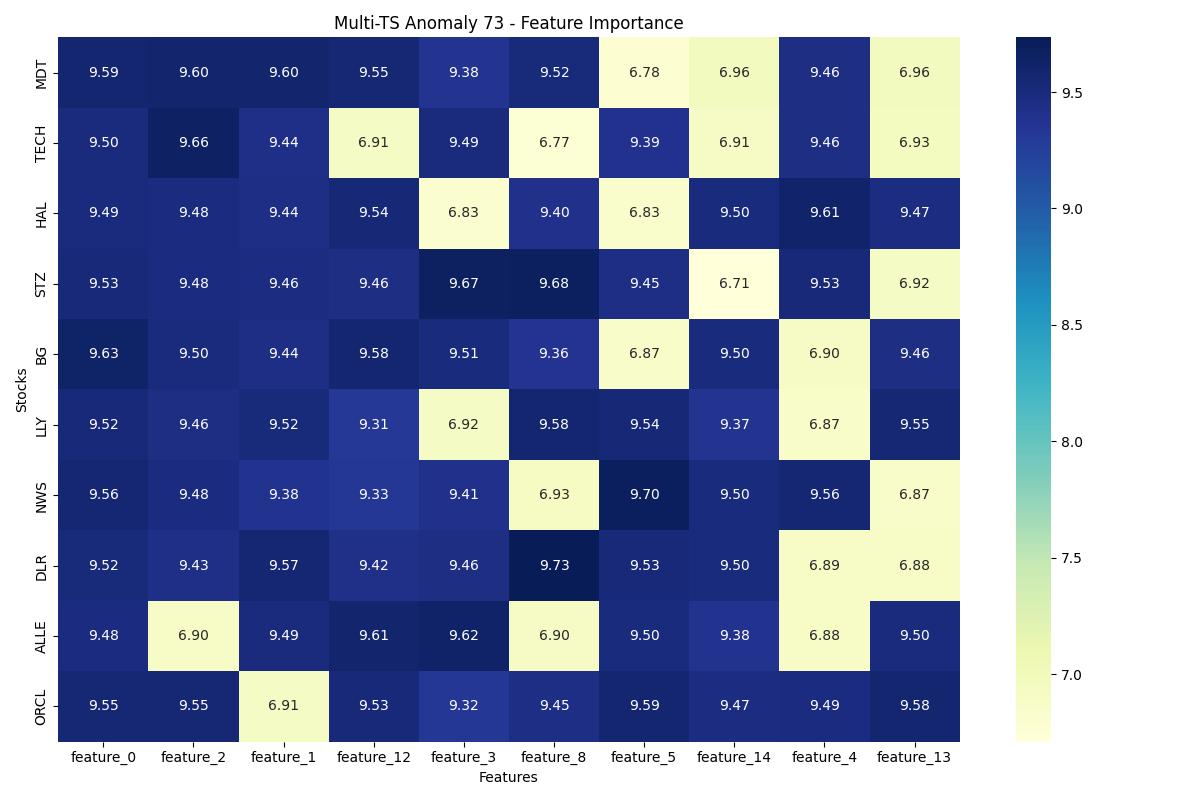 Multi-TS Anomaly 73 - Feature Importance
MDT 9.59 9.60 9.60 9.55 9.38 9.52 6.78 6.96 9.46 6.96
TECH 9.50 9.66 9.44 6.91 9.49 6.77 9.39 6.91 9.46 6.93
HAL 9.49 9.48 9.44 9.54 6.83 9.40 6.83 9.50 9.61 9.47
STZ 9.53 9.48 9.46 9.46 9.67 9.68 9.45 6.71 9.53 6.92
BG 9.63 9.50 9.44 9.58 9.51 9.36 6.87 9.50 6.90 9.46
LLY 9.52 9.46 9.52 9.31 6.92 9.58 9.54 9.37 6.87 9.55
NWS 9.56 9.48 9.38 9.33 9.41 6.93 9.70 9.50 9.56 6.87
DLR 9.52 9.43 9.57 9.42 9.46 9.73 9.53 9.50 6.89 6.88
ALLE 9.48 6.90 9.49 9.61 9.62 6.90 9.50 9.38 6.88 9.50
ORCL 9.55 9.55 6.91 9.53 9.32 9.45 9.59 9.47 9.49 9.58
feature_0 feature_2 feature_1 feature_12 feature_3 feature_8 feature_5 feature_14 feature_4 feature_13
Features
Stocks
9.5
9.0
8.5
8.0
7.5
7.0